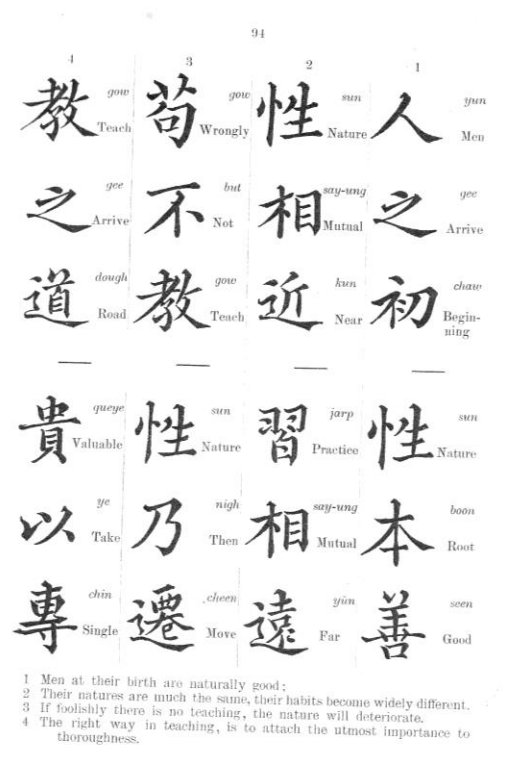 94
1
人 yun Men
之 gee Arrive
初 chaw Begin-
ning
性 sun Nature
本 boon Root
善 seen Good
2
性 sun Nature
相 say-ung Mutual
近 kun Near
習 jarp Practice
相 say-ung Mutual
遠 yün Far
3
茍 gow Wrongly
不 but Not
教 gow Teach
性 sun Nature
乃 nigh Then
遷 cheen Move
4
教 gow Teach
之 gee Arrive
道 dough Road
貴 queye Valuable
以 ye Take
專 chin Single
1 Men at their birth are naturally good;
2 Their natures are much the same, their habits become widely different.
3 If foolishly there is no teaching, the nature will deteriorate.
4 The right way in teaching, is to attach the utmost importance to
thoroughness.